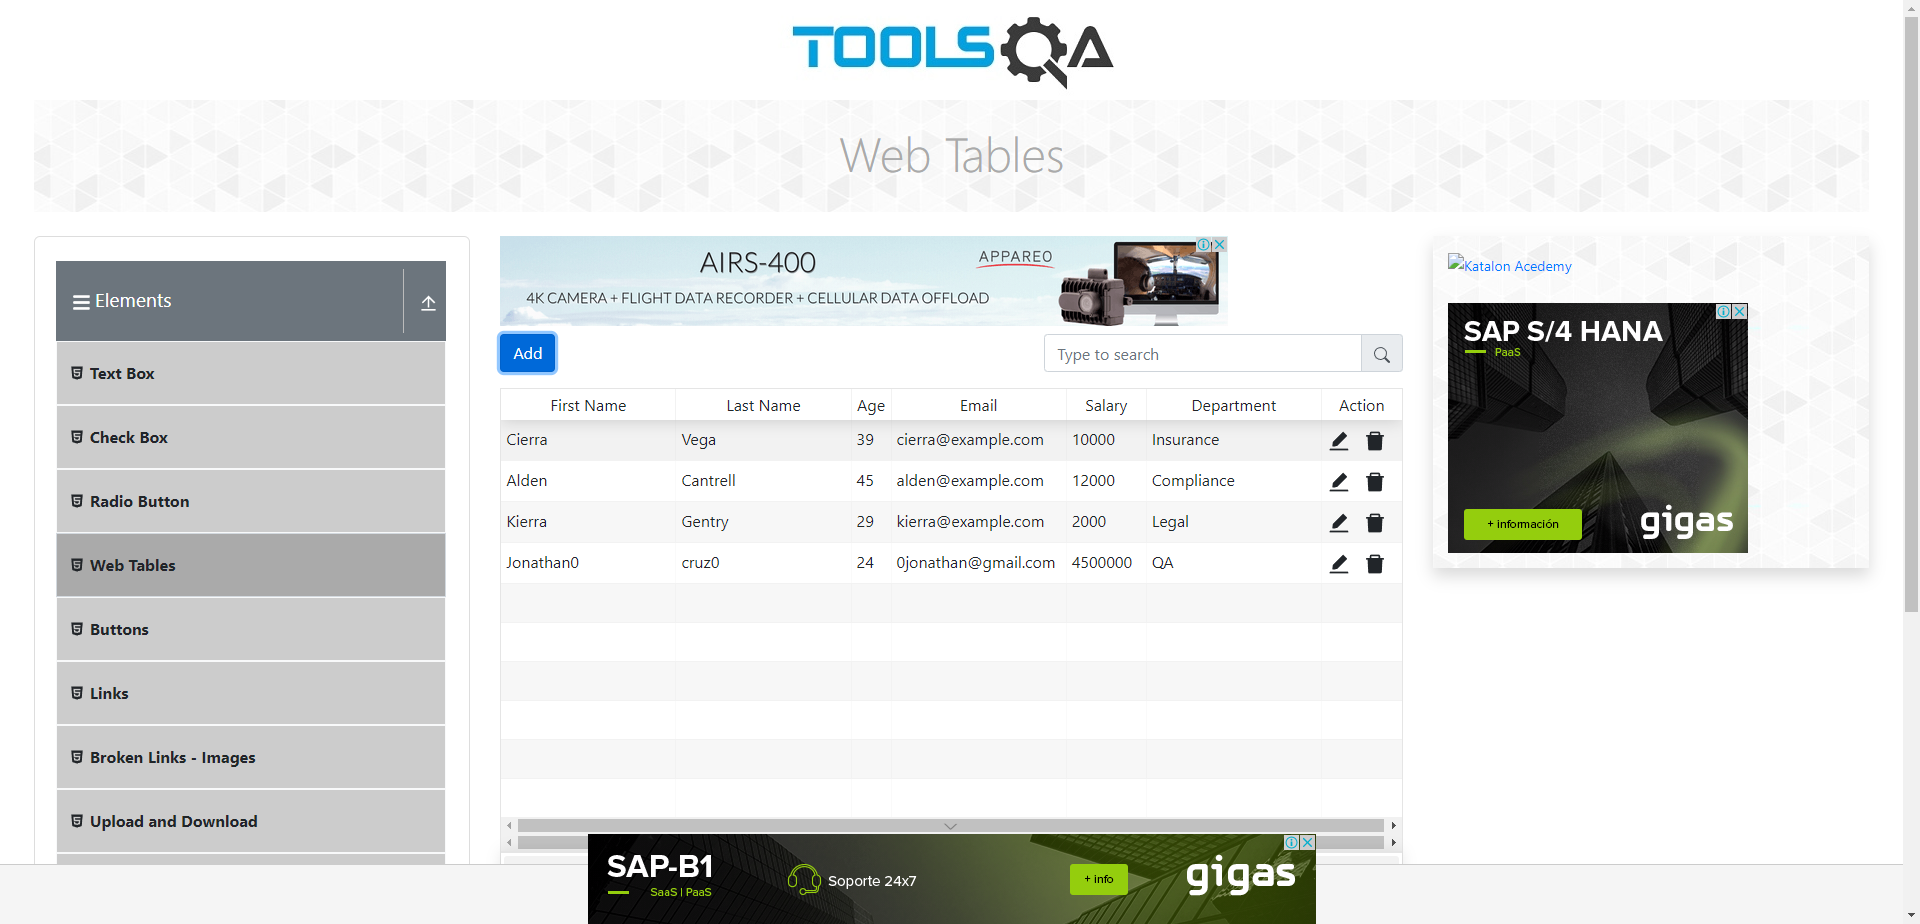 TOOLSQA
Web Tables
Elements
Text Box
Check Box
Radio Button
Web Tables
Buttons
Links
Broken Links - Images
Upload and Download
AIRS-400
APPAREO
4K CAMERA + FLIGHT DATA RECORDER + CELLULAR DATA OFFLOAD
Add
Type to search
First Name Last Name Age Email Salary Department Action
Cierra Vega 39 cierra@example.com 10000 Insurance
Alden Cantrell 45 alden@example.com 12000 Compliance
Kierra Gentry 29 kierra@example.com 2000 Legal
Jonathan0 cruz0 24 0jonathan@gmail.com 4500000 QA
Katalon Acedemy
SAP S/4 HANA
PaaS
+ información
gigas
SAP-B1
SaaS | PaaS
Soporte 24x7
+ info
gigas